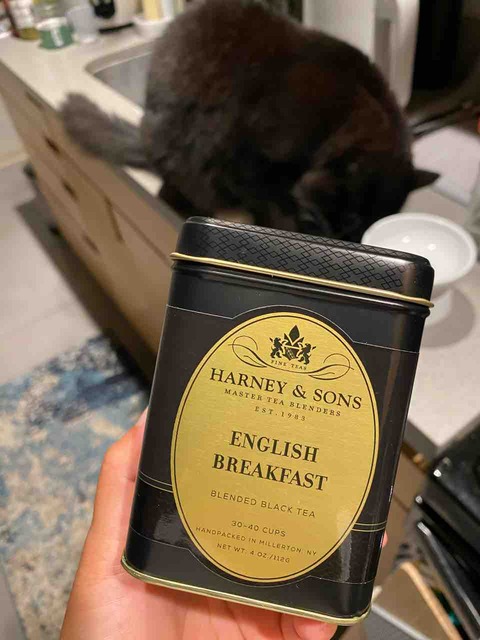 FINE TEAS
HARNEY & SONS
MASTER TEA BLENDERS
EST. 1983
ENGLISH
BREAKFAST
BLENDED BLACK TEA
30-40 CUPS
HANDPACKED IN MILLERTON, NY
NET WT. 4 OZ /112G